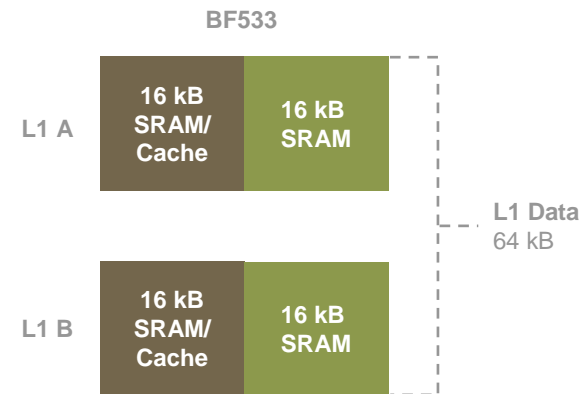 BF533
L1 A
16 kB
SRAM/
Cache
16 kB
SRAM
L1 Data
64 kB
L1 B
16 kB
SRAM/
Cache
16 kB
SRAM